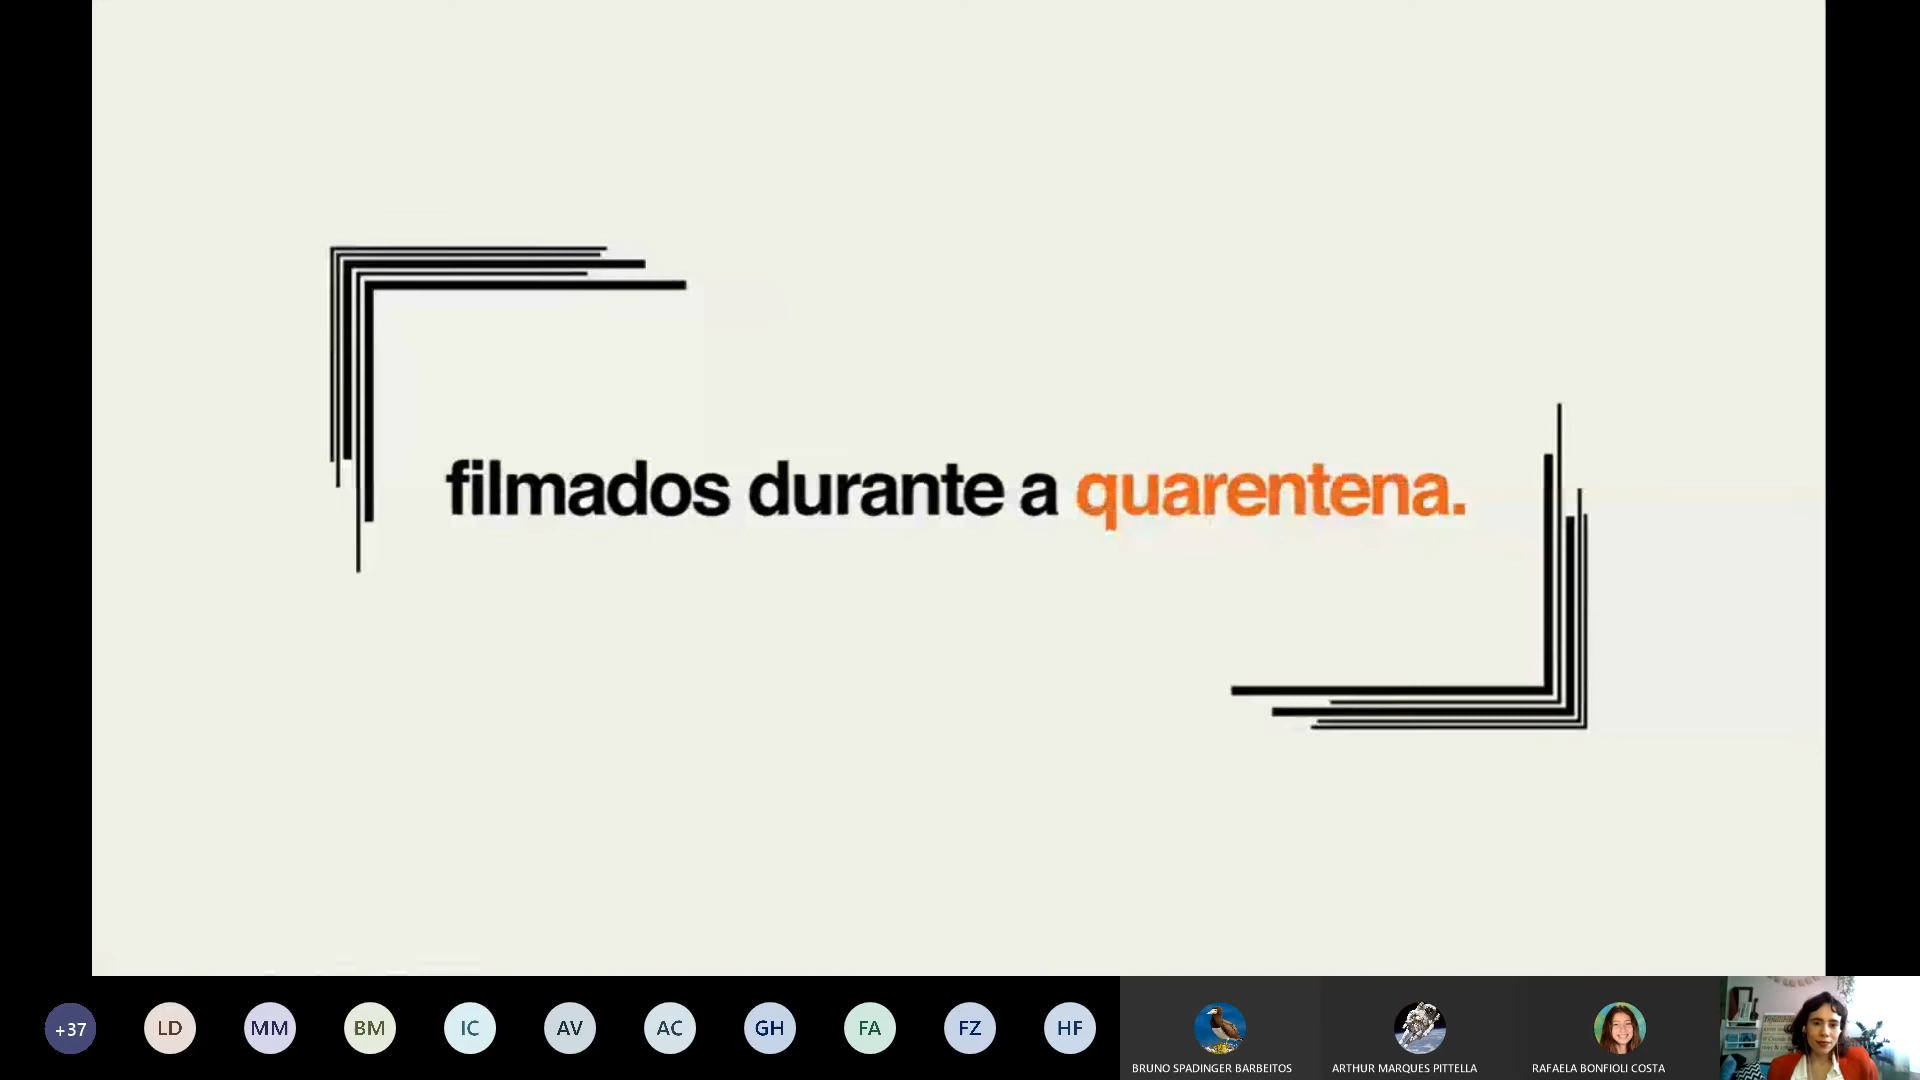 filmados durante a quarentena.
+37
LD
MM
BM
IC
AV
AC
GH
FA
FZ
HF
BRUNO SPADINGER BARBEITOS
ARTHUR MARQUES PITTELLA
RAFAELA BONFIOLI COSTA